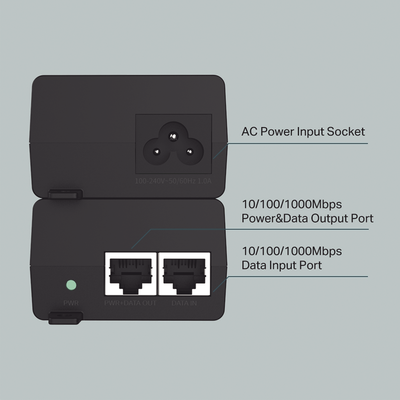 AC Power Input Socket
10/100/1000Mbps
Power&Data Output Port
10/100/1000Mbps
Data Input Port